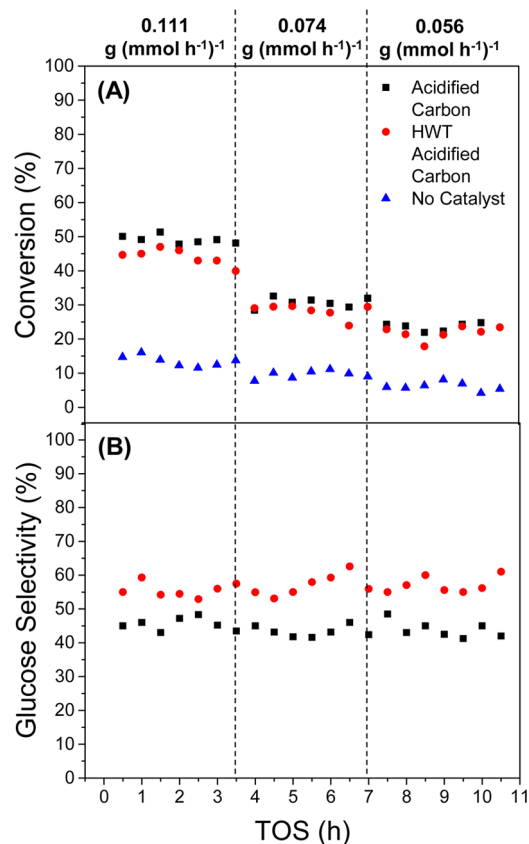 0.111 0.074 0.056
g (mmol h-1)-1 g (mmol h-1)-1 g (mmol h-1)-1
(A)
Acidified
Carbon
HWT
Acidified
Carbon
No Catalyst
Conversion (%)
100
90
80
70
60
50
40
30
20
10
0
(B)
Glucose Selectivity (%)
100
90
80
70
60
50
40
30
20
10
0
0 1 2 3 4 5 6 7 8 9 10 11
TOS (h)